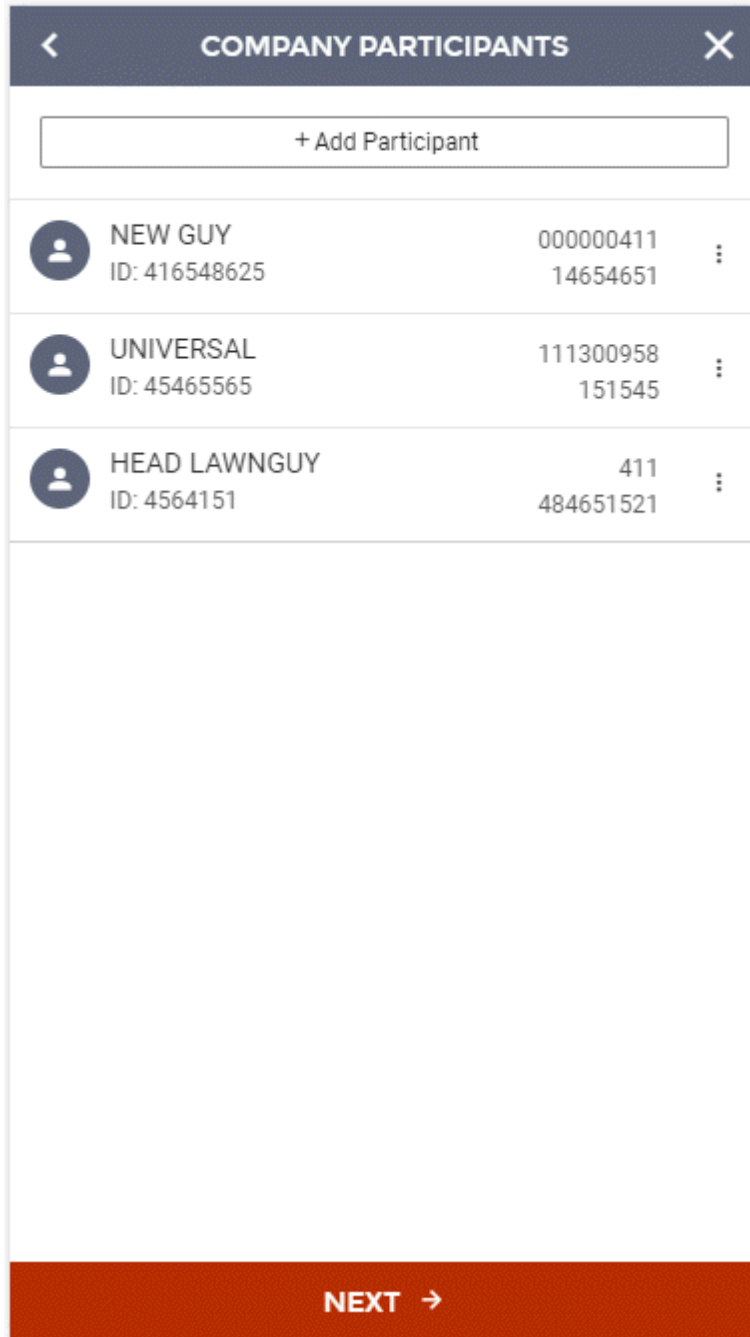 COMPANY PARTICIPANTS
+ Add Participant
NEW GUY
ID: 416548625
000000411
14654651
UNIVERSAL
ID: 45465565
111300958
151545
HEAD LAWNGUY
ID: 4564151
411
484651521
NEXT →